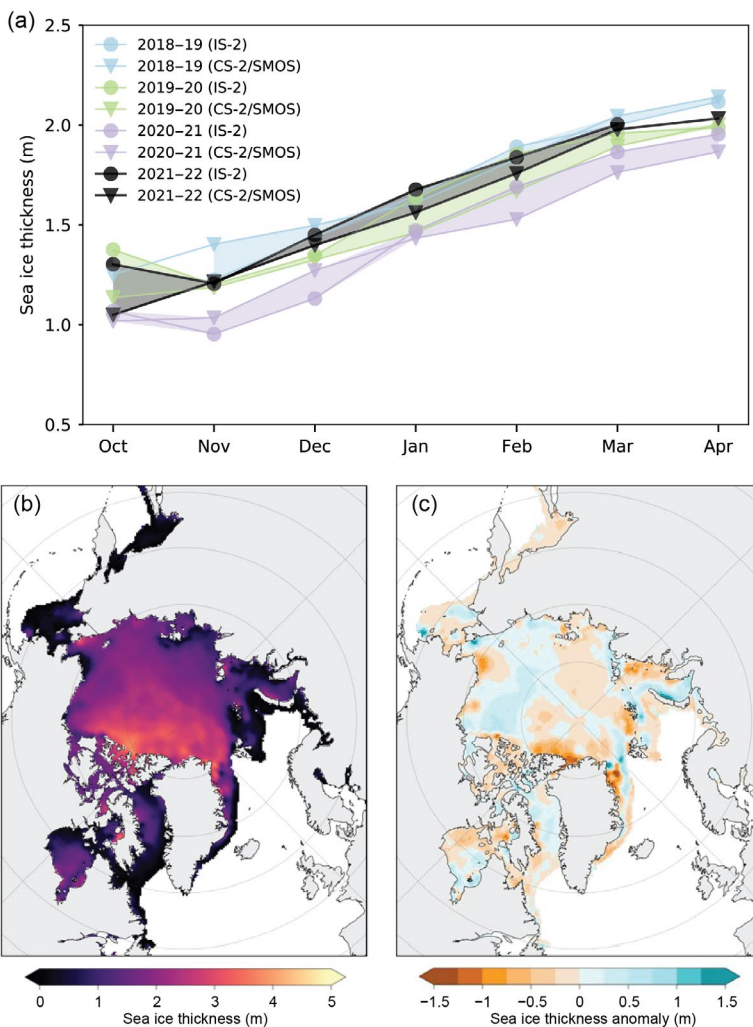 (a)
2.5
2.0
1.5
1.0
0.5
Sea ice thickness (m)
2018–19 (IS-2)
2018–19 (CS-2/SMOS)
2019–20 (IS-2)
2019–20 (CS-2/SMOS)
2020–21 (IS-2)
2020–21 (CS-2/SMOS)
2021–22 (IS-2)
2021–22 (CS-2/SMOS)
Oct Nov Dec Jan Feb Mar Apr
(b)
(c)
0 1 2 3 4 5
Sea ice thickness (m)
−1.5 −1 −0.5 0 0.5 1 1.5
Sea ice thickness anomaly (m)